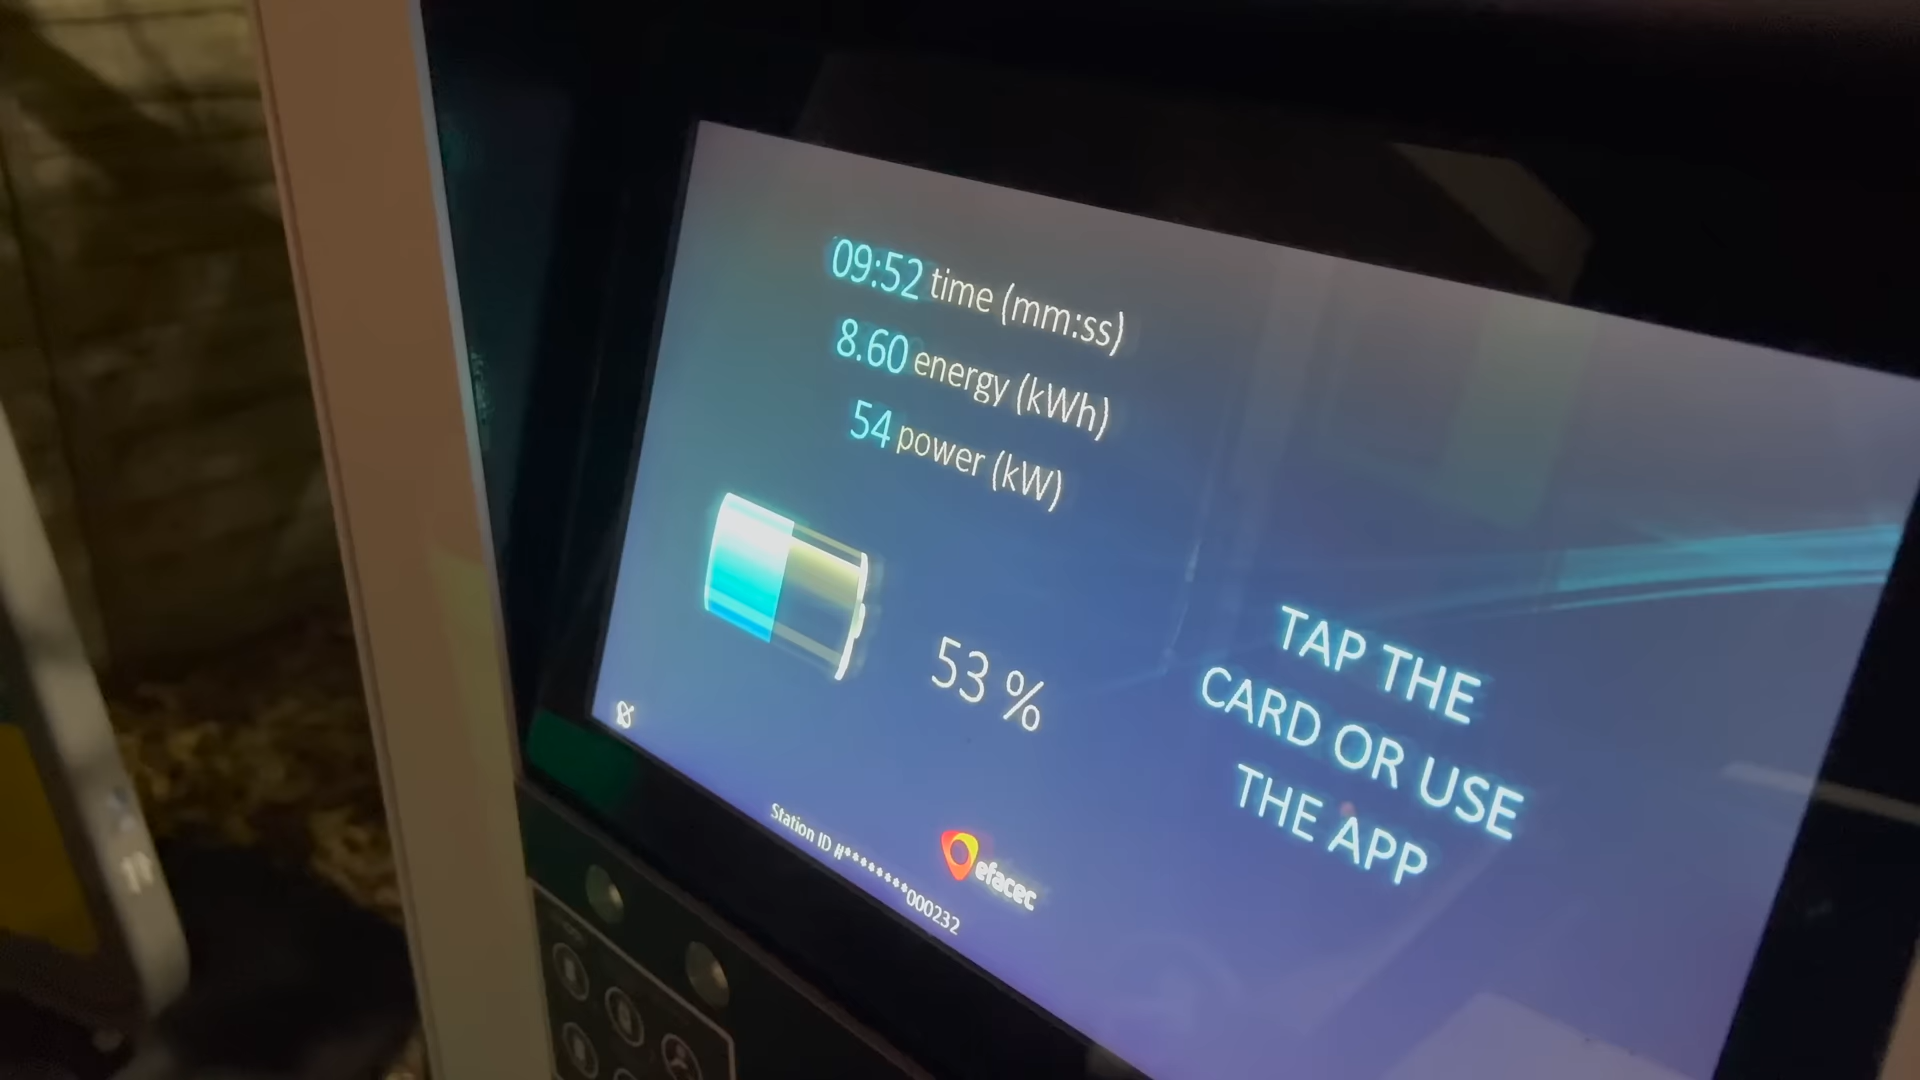 09:52 time (mm:ss)
8.60 energy (kWh)
54 power (kW)
53 %
TAP THE
CARD OR USE
THE APP
efacec
Station ID #********000232